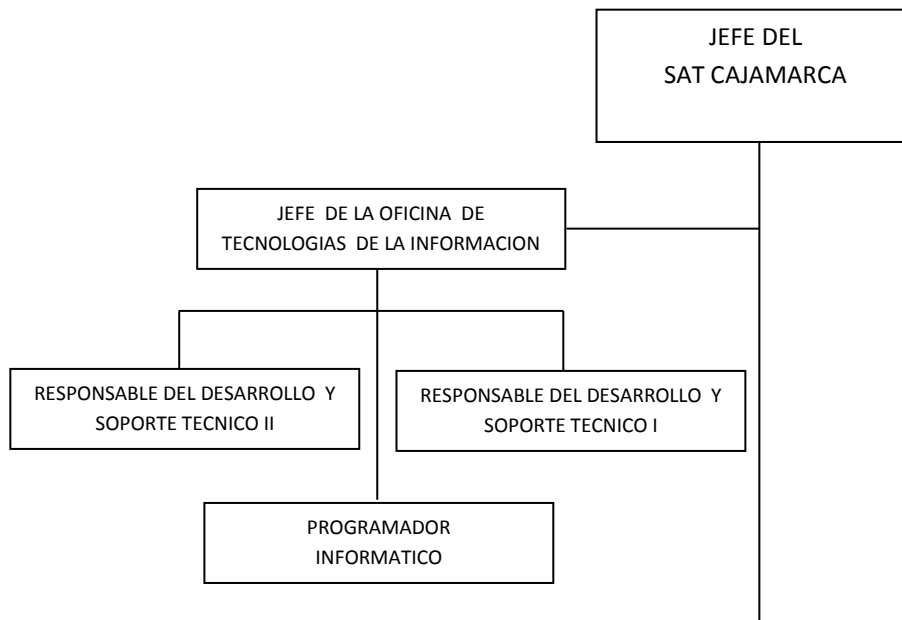 JEFE DEL
SAT CAJAMARCA
JEFE DE LA OFICINA DE
TECNOLOGIAS DE LA INFORMACION
RESPONSABLE DEL DESARROLLO Y
SOPORTE TECNICO II
RESPONSABLE DEL DESARROLLO Y
SOPORTE TECNICO I
PROGRAMADOR
INFORMATICO